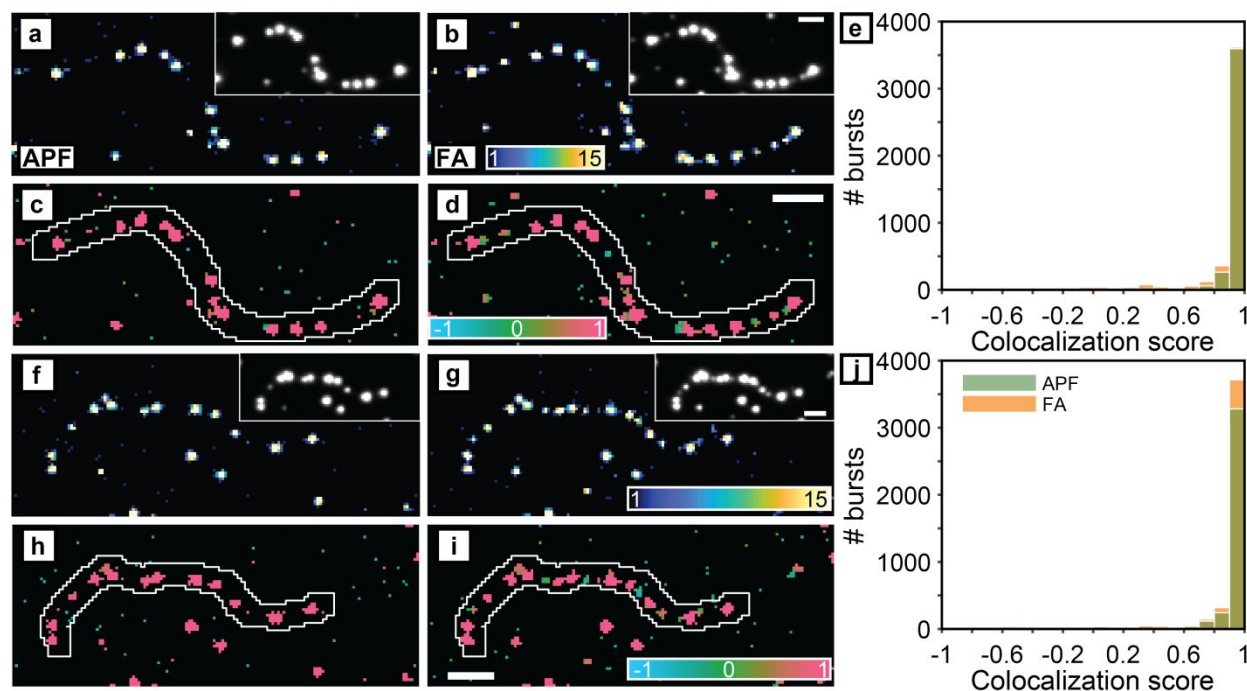 a
b
APF
FA
1 15
c
d
-1 0 1
e
4000
3000
2000
1000
0
# bursts
-1 -0.6 -0.2 0.2 0.6 1
Colocalization score
f
g
1 15
h
i
-1 0 1
j
APF
FA
4000
3000
2000
1000
0
# bursts
-1 -0.6 -0.2 0.2 0.6 1
Colocalization score